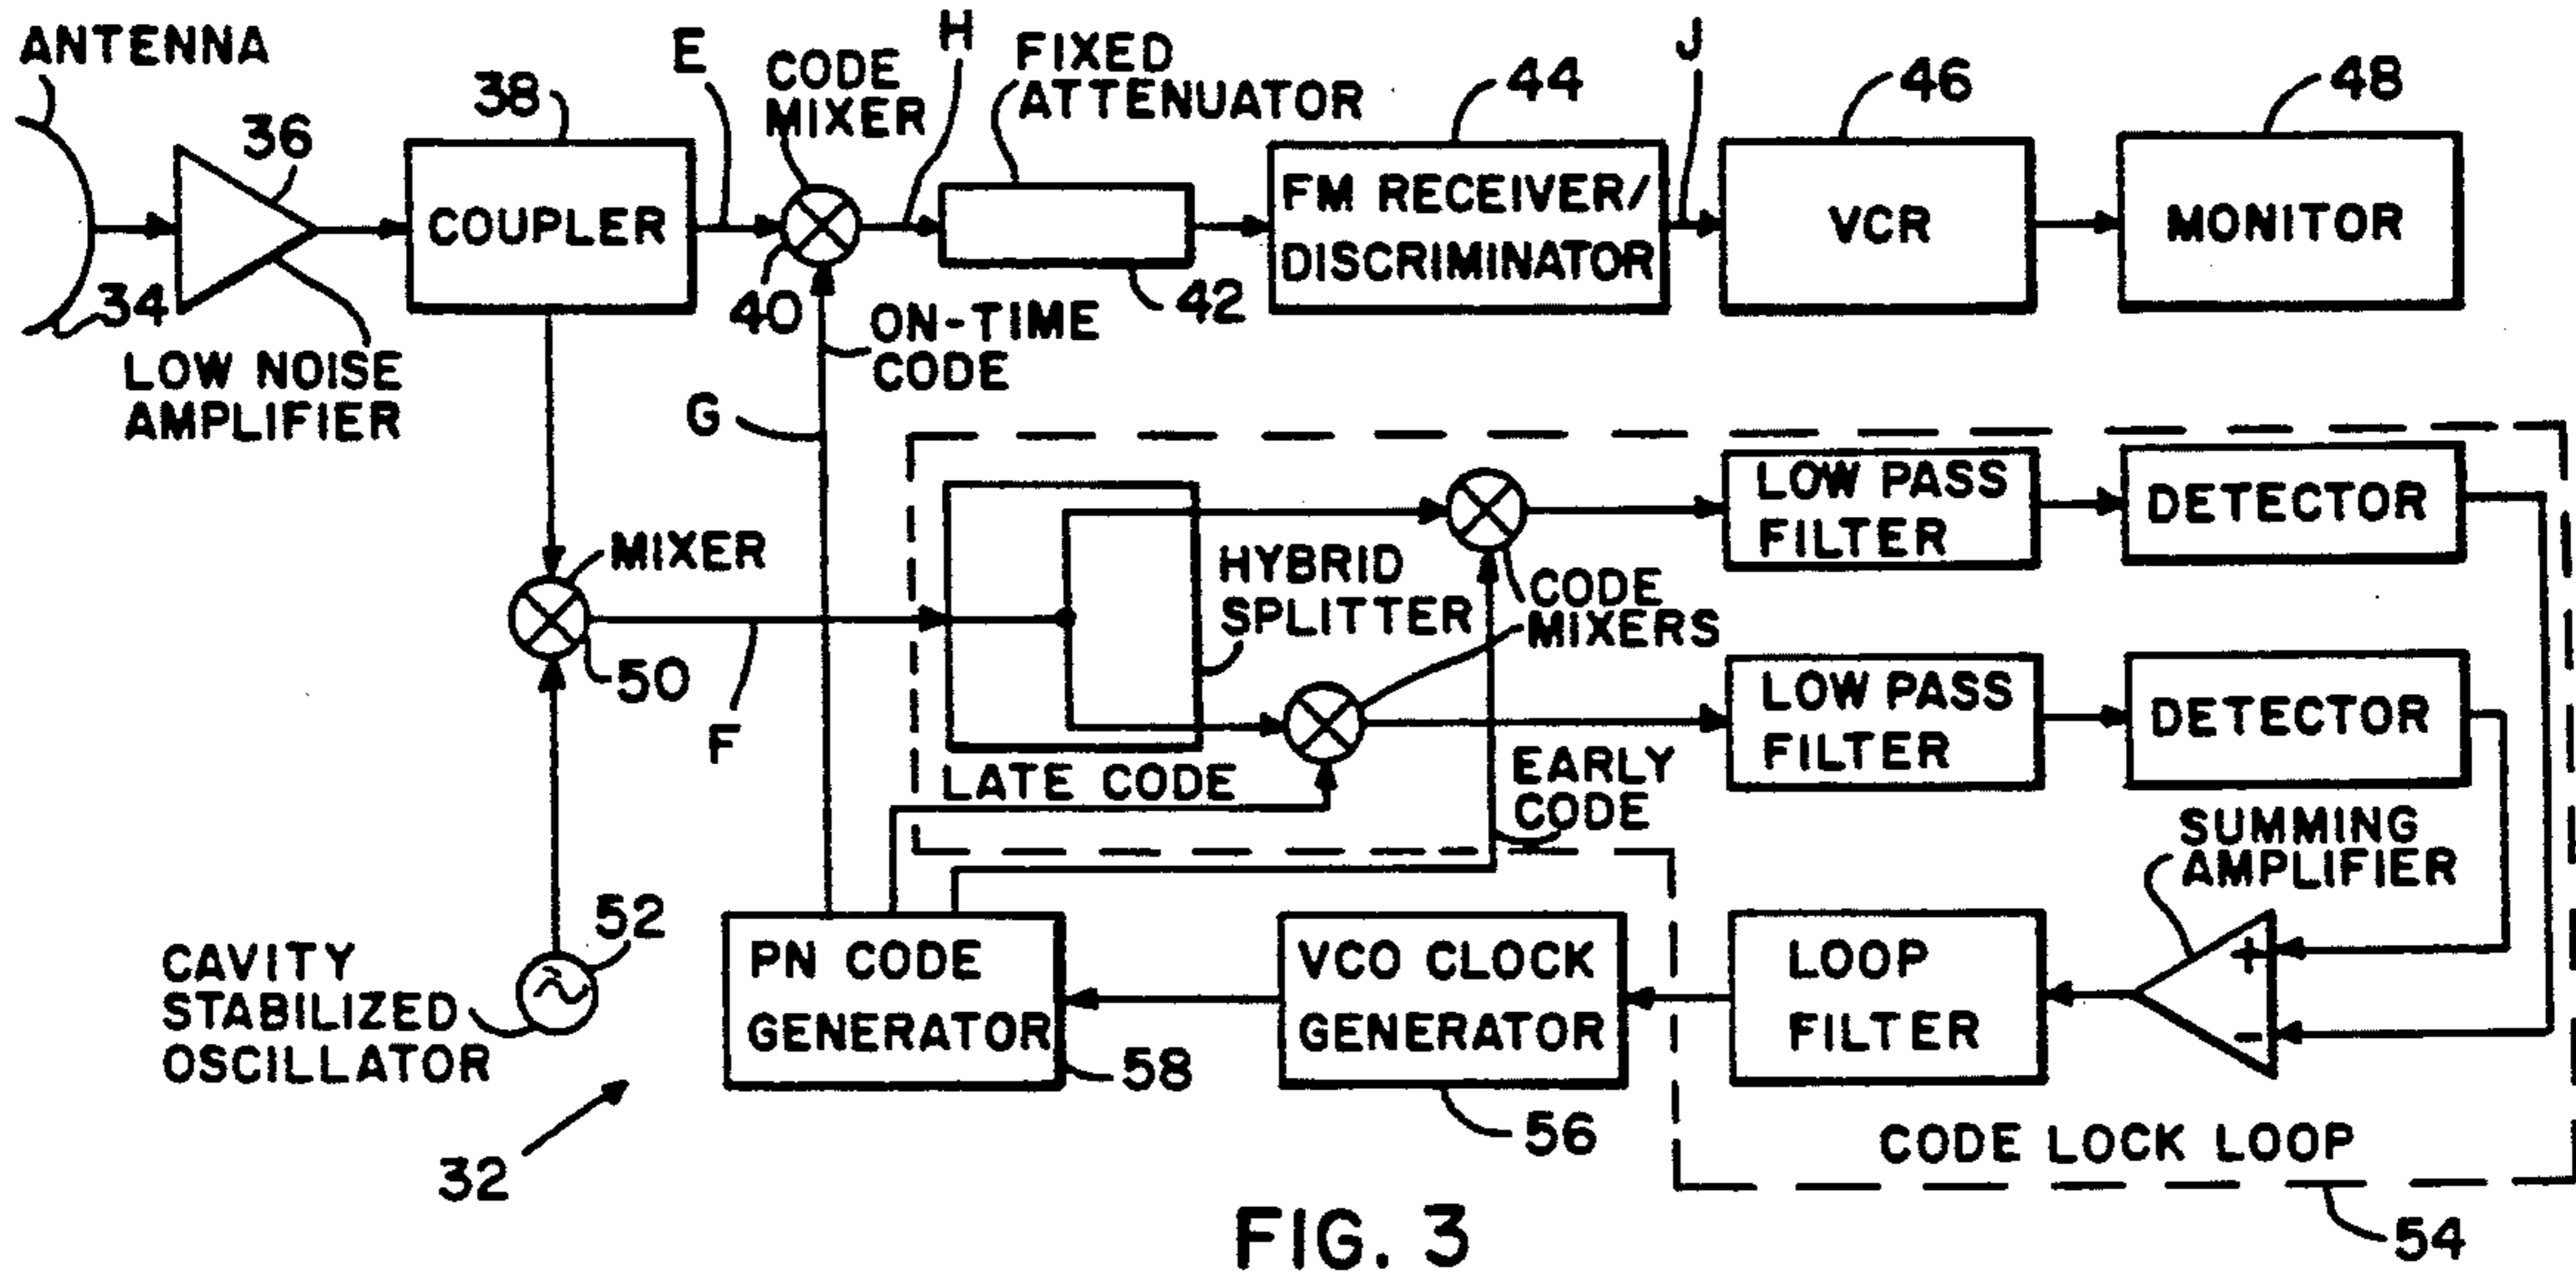 ANTENNA
34
36
LOW NOISE
AMPLIFIER
38
COUPLER
E
CODE
MIXER
40
ON-TIME
CODE
G
H
FIXED
ATTENUATOR
42
44
FM RECEIVER/
DISCRIMINATOR
J
46
VCR
48
MONITOR
MIXER
50
F
HYBRID
SPLITTER
CODE
MIXERS
LOW PASS
FILTER
DETECTOR
LOW PASS
FILTER
DETECTOR
LATE CODE
EARLY
CODE
SUMMING
AMPLIFIER
+
-
CAVITY
STABILIZED
OSCILLATOR
52
PN CODE
GENERATOR
58
VCO CLOCK
GENERATOR
56
LOOP
FILTER
CODE LOCK LOOP
54
32
FIG. 3